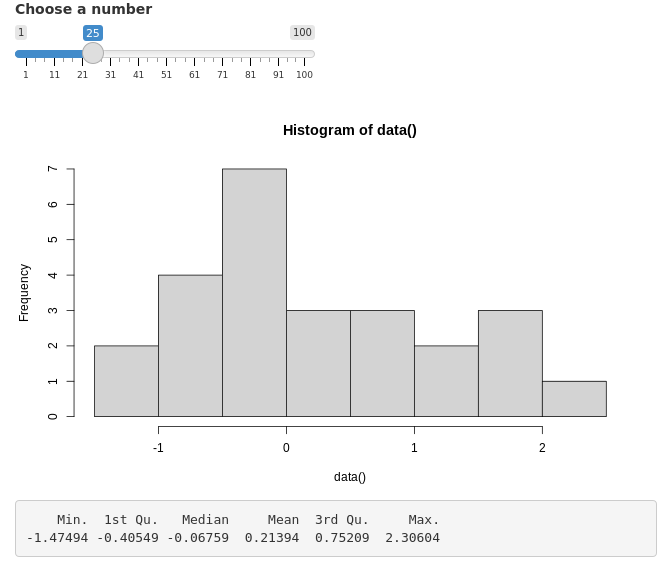 Choose a number
1 25 100
1 11 21 31 41 51 61 71 81 91 100
Histogram of data()
7
6
5
4
3
2
1
0
Frequency
-1 0 1 2
data()
Min. 1st Qu. Median Mean 3rd Qu. Max.
-1.47494 -0.40549 -0.06759 0.21394 0.75209 2.30604